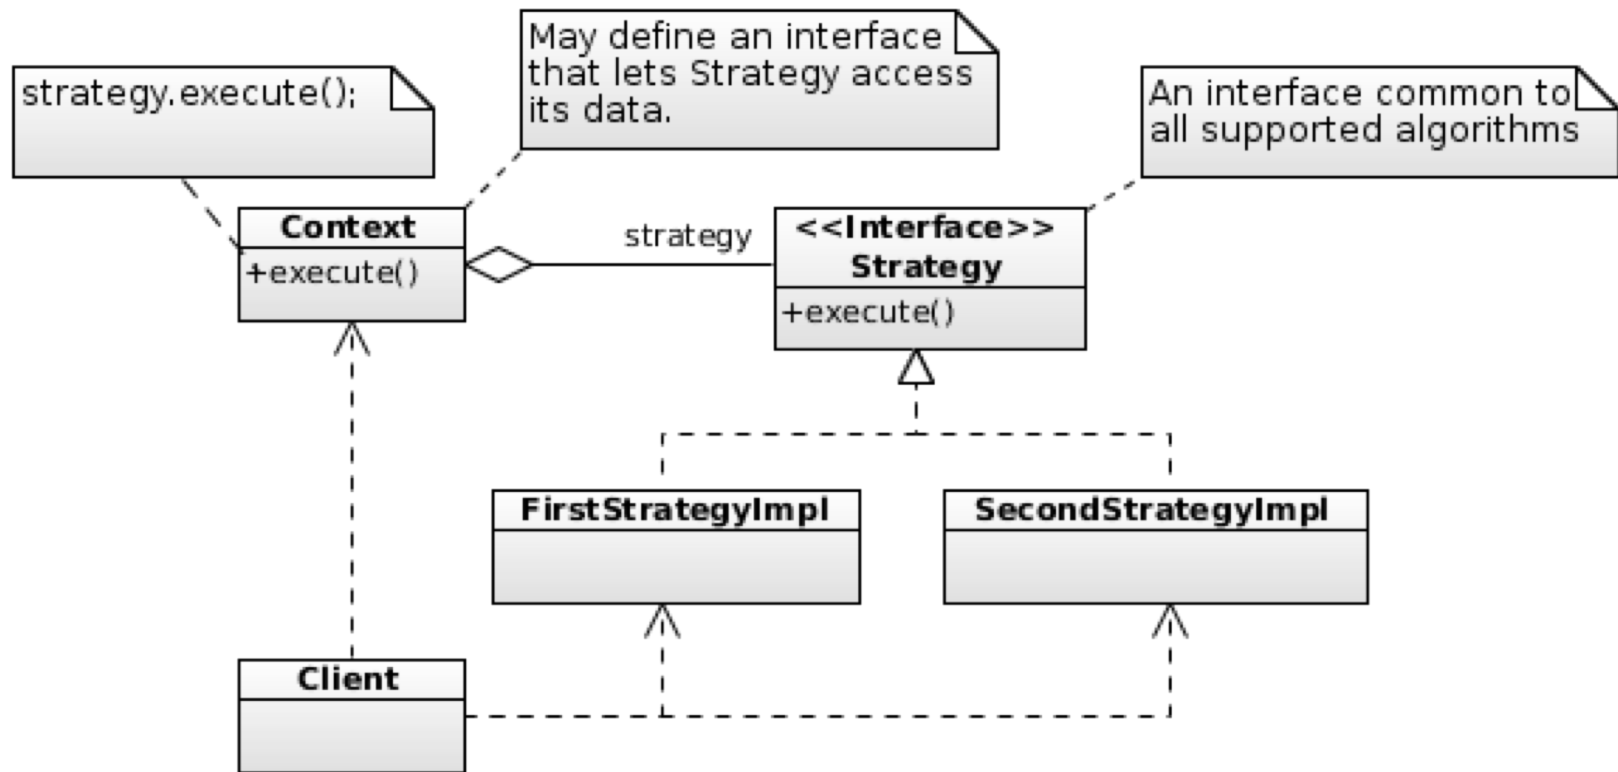 May define an interface
that lets Strategy access
its data.
strategy.execute();
An interface common to
all supported algorithms
Context
+execute()
strategy
<<Interface>>
Strategy
+execute()
FirstStrategyImpl
SecondStrategyImpl
Client